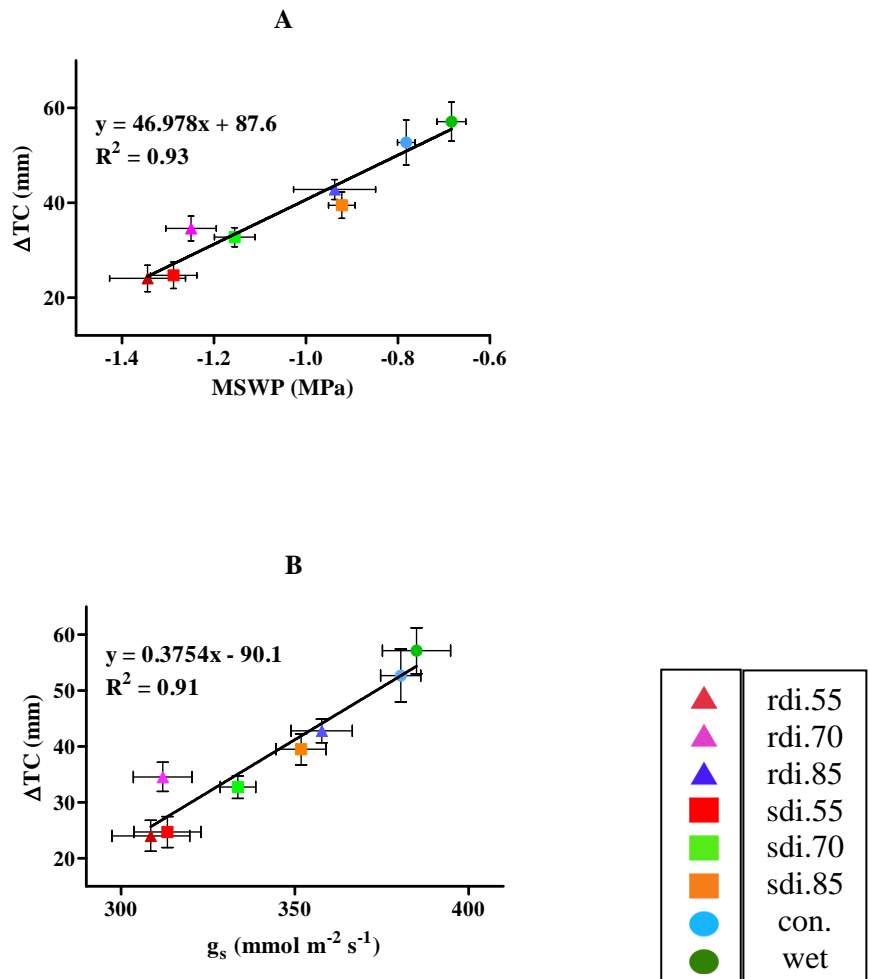 A
y = 46.978x + 87.6
R² = 0.93
ΔTC (mm)
60
40
20
-1.4 -1.2 -1.0 -0.8 -0.6
MSWP (MPa)
B
y = 0.3754x - 90.1
R² = 0.91
ΔTC (mm)
60
50
40
30
20
300 350 400
gₛ (mmol m⁻² s⁻¹)
rdi.55
rdi.70
rdi.85
sdi.55
sdi.70
sdi.85
con.
wet